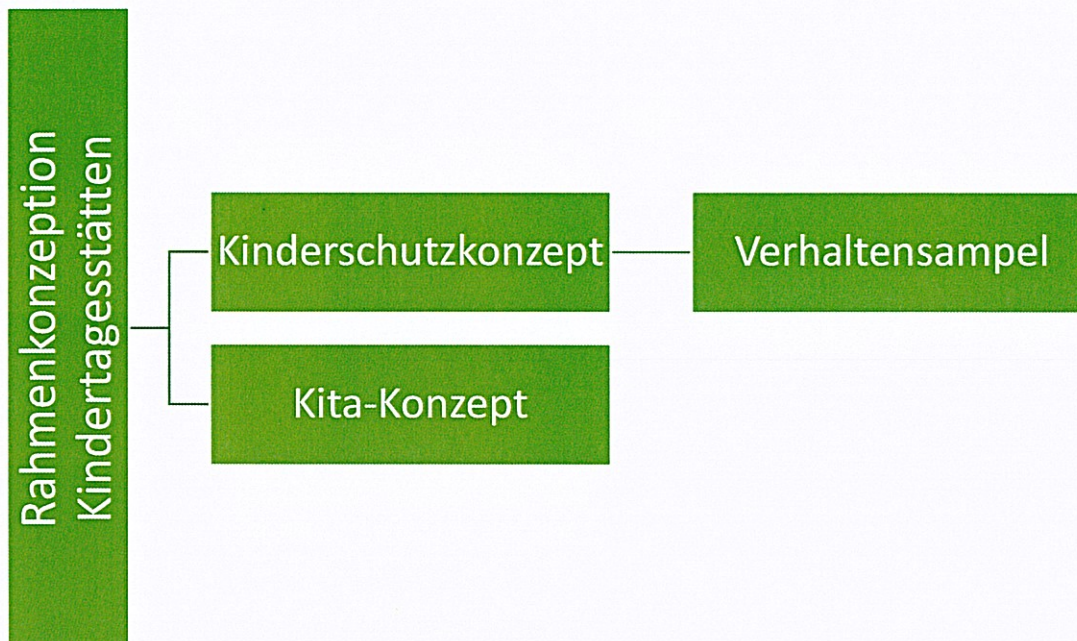 Rahmenkonzeption
Kindertagesstätten
Kinderschutzkonzept
Verhaltensampel
Kita-Konzept